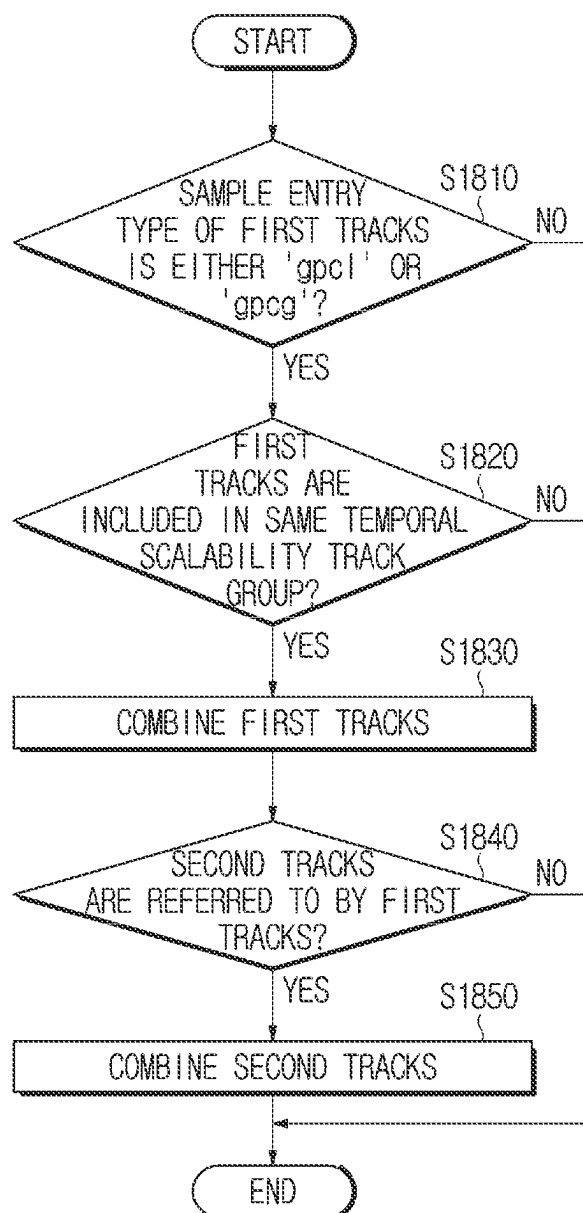 START
S1810
SAMPLE ENTRY
TYPE OF FIRST TRACKS
IS EITHER 'gpcl' OR
'gpcg'?
NO
YES
S1820
FIRST
TRACKS ARE
INCLUDED IN SAME TEMPORAL
SCALABILITY TRACK
GROUP?
NO
YES
S1830
COMBINE FIRST TRACKS
S1840
SECOND TRACKS
ARE REFERRED TO BY FIRST
TRACKS?
NO
YES
S1850
COMBINE SECOND TRACKS
END